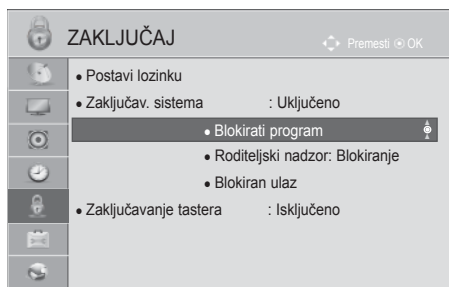 ZAKLJUČAJ
Premesti OK
• Postavi lozinku
• Zaključav. sistema : Uključeno
• Blokirati program
• Roditeljski nadzor: Blokiranje
• Blokiran ulaz
• Zaključavanje tastera : Isključeno